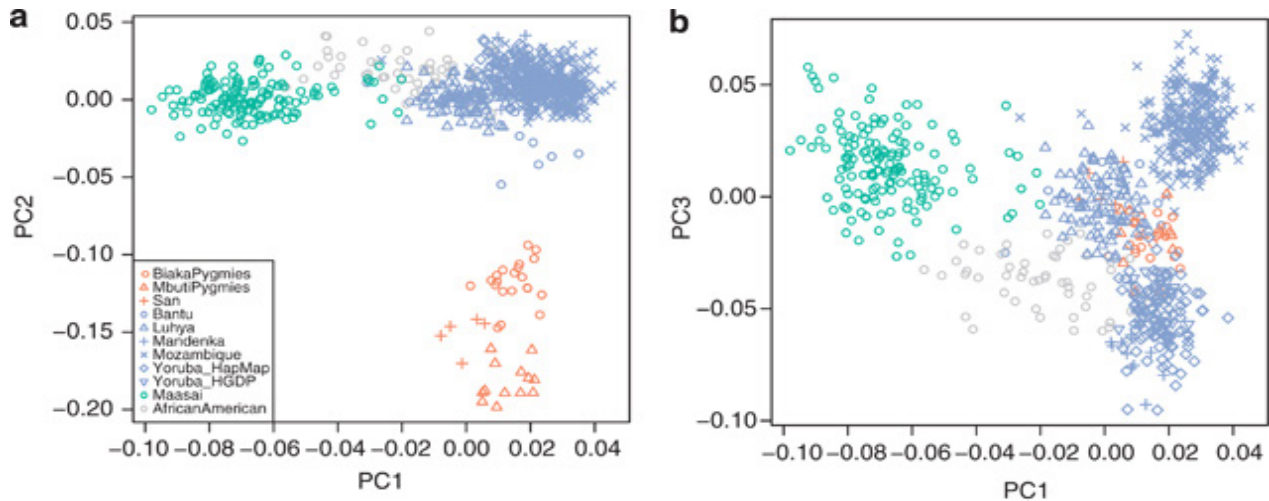 a
0.05
0.00
−0.05
−0.10
−0.15
−0.20
PC2
BiakaPygmies
MbutiPygmies
San
Bantu
Luhya
Mandenka
Mozambique
Yoruba_HapMap
Yoruba_HGDP
Maasai
AfricanAmerican
−0.10 −0.08 −0.06 −0.04 −0.02 0.00 0.02 0.04
PC1
b
0.05
0.00
−0.05
−0.10
PC3
−0.10 −0.08 −0.06 −0.04 −0.02 0.00 0.02 0.04
PC1